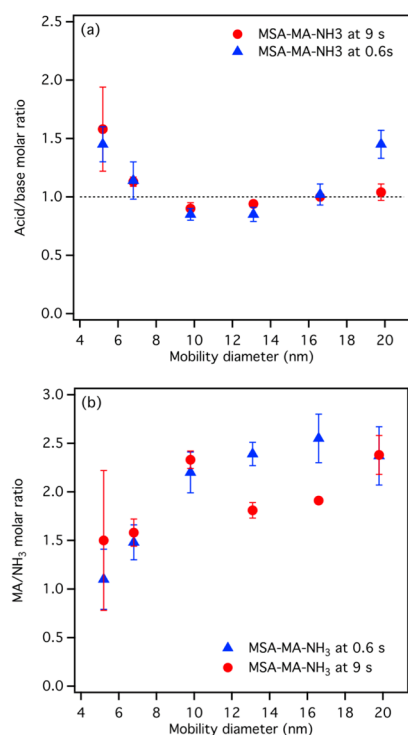 (a)
MSA-MA-NH3 at 9 s
MSA-MA-NH3 at 0.6s
Acid/base molar ratio
2.5
2.0
1.5
1.0
0.5
0.0
4 6 8 10 12 14 16 18 20
Mobility diameter (nm)
(b)
MA/NH₃ molar ratio
3.0
2.5
2.0
1.5
1.0
0.5
0.0
MSA-MA-NH₃ at 0.6 s
MSA-MA-NH₃ at 9 s
4 6 8 10 12 14 16 18 20
Mobility diameter (nm)